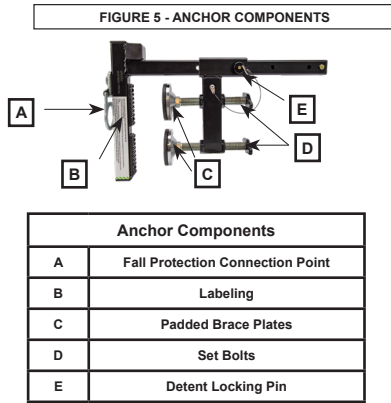 FIGURE 5 - ANCHOR COMPONENTS
A
B
C
D
E
Anchor Components
A Fall Protection Connection Point
B Labeling
C Padded Brace Plates
D Set Bolts
E Detent Locking Pin